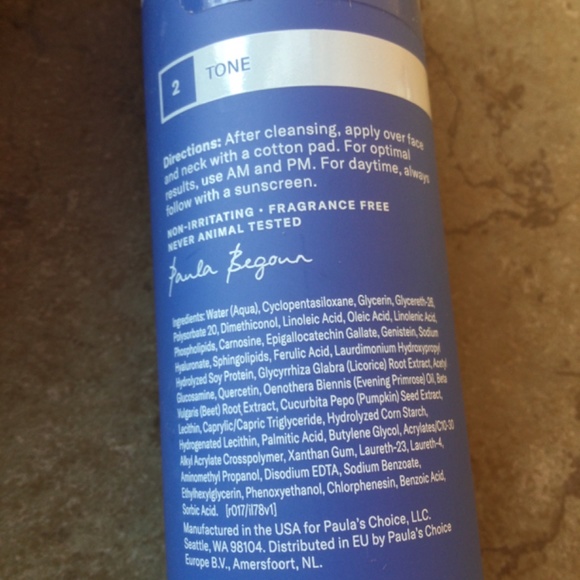 2 TONE
Directions: After cleansing, apply over face
and neck with a cotton pad. For optimal
results, use AM and PM. For daytime, always
follow with a sunscreen.
NON-IRRITATING • FRAGRANCE FREE
NEVER ANIMAL TESTED
Paula Begoun
Ingredients: Water (Aqua), Cyclopentasiloxane, Glycerin, Glycereth-26,
Polysorbate 20, Dimethiconol, Linoleic Acid, Oleic Acid, Linolenic Acid,
Phospholipids, Carnosine, Epigallocatechin Gallate, Genistein, Sodium
Hyaluronate, Sphingolipids, Ferulic Acid, Laurdimonium Hydroxypropyl
Hydrolyzed Soy Protein, Glycyrrhiza Glabra (Licorice) Root Extract, Acetyl
Glucosamine, Quercetin, Oenothera Biennis (Evening Primrose) Oil, Beta
Vulgaris (Beet) Root Extract, Cucurbita Pepo (Pumpkin) Seed Extract,
Lecithin, Caprylic/Capric Triglyceride, Hydrolyzed Corn Starch,
Hydrogenated Lecithin, Palmitic Acid, Butylene Glycol, Acrylates/C10-30
Alkyl Acrylate Crosspolymer, Xanthan Gum, Laureth-23, Laureth-4,
Aminomethyl Propanol, Disodium EDTA, Sodium Benzoate,
Ethylhexylglycerin, Phenoxyethanol, Chlorphenesin, Benzoic Acid,
Sorbic Acid. [r017/il78v1]
Manufactured in the USA for Paula's Choice, LLC.
Seattle, WA 98104. Distributed in EU by Paula's Choice
Europe B.V., Amersfoort, NL.